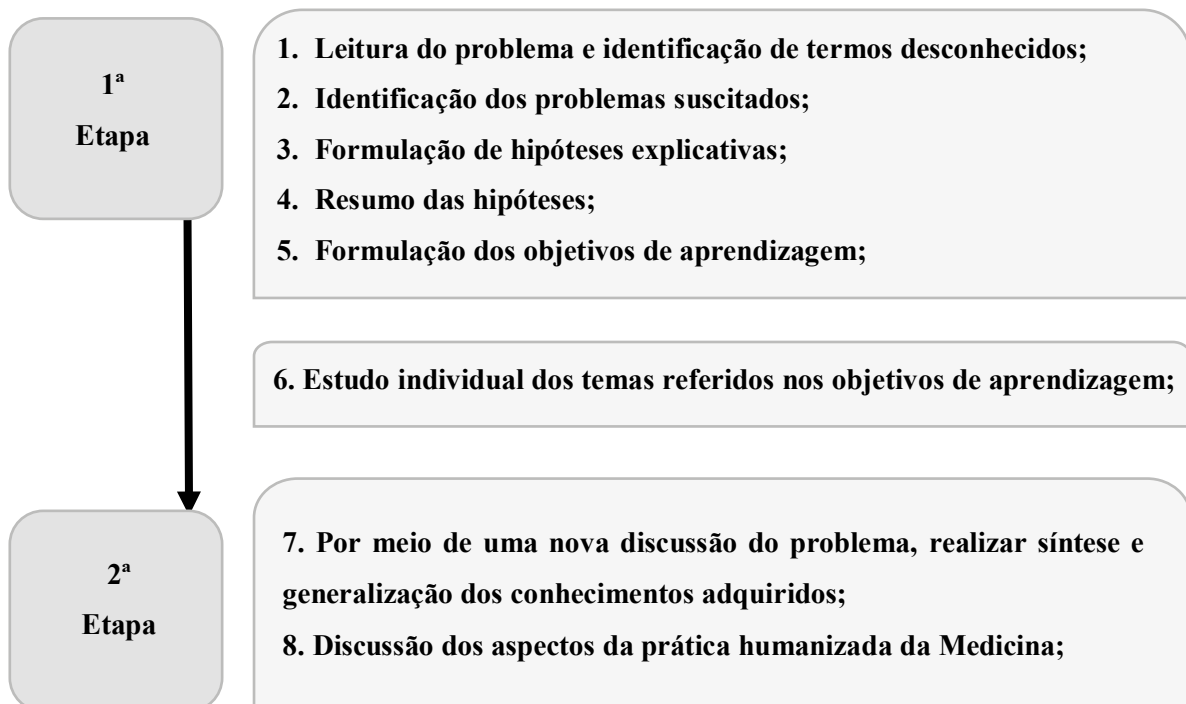 1ª
Etapa
1. Leitura do problema e identificação de termos desconhecidos;
2. Identificação dos problemas suscitados;
3. Formulação de hipóteses explicativas;
4. Resumo das hipóteses;
5. Formulação dos objetivos de aprendizagem;
6. Estudo individual dos temas referidos nos objetivos de aprendizagem;
2ª
Etapa
7. Por meio de uma nova discussão do problema, realizar síntese e
generalização dos conhecimentos adquiridos;
8. Discussão dos aspectos da prática humanizada da Medicina;